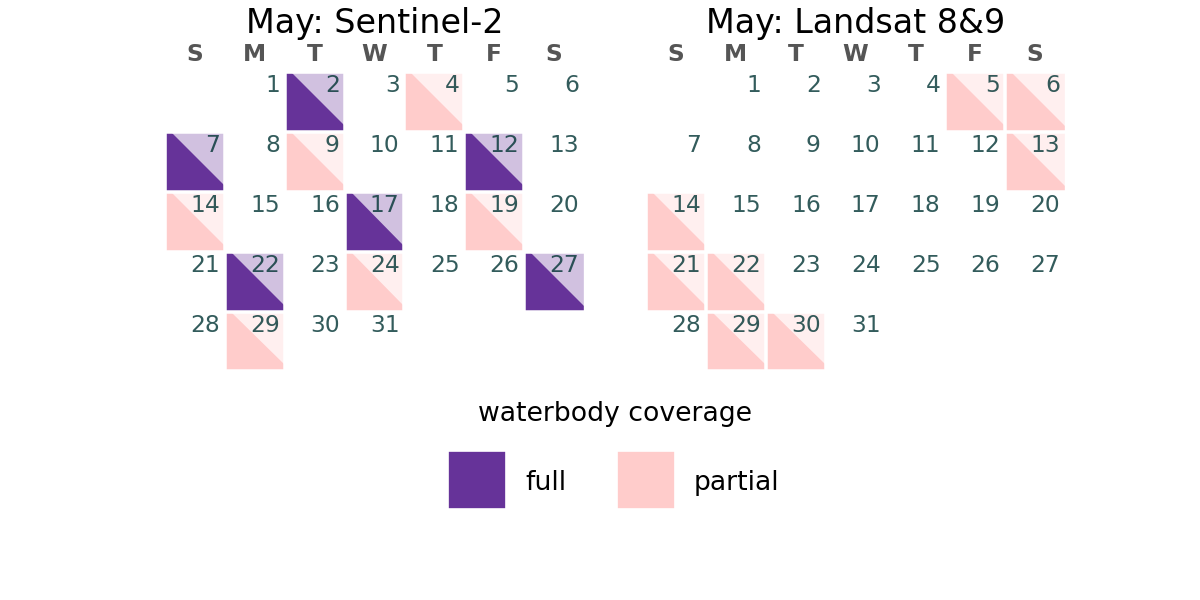 May: Sentinel-2
S M T W T F S
1 2 3 4 5 6
7 8 9 10 11 12 13
14 15 16 17 18 19 20
21 22 23 24 25 26 27
28 29 30 31
May: Landsat 8&9
S M T W T F S
1 2 3 4 5 6
7 8 9 10 11 12 13
14 15 16 17 18 19 20
21 22 23 24 25 26 27
28 29 30 31
waterbody coverage
full partial